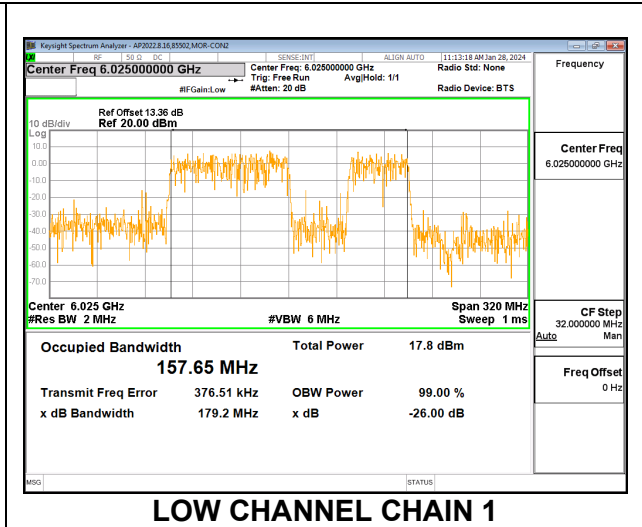 Keysight Spectrum Analyzer - AP2022.8.16,85502,MOR-CON2
RF 50 Ω DC SENSE:INT ALIGN AUTO 11:13:18 AM Jan 28, 2024
Center Freq 6.025000000 GHz
Center Freq: 6.025000000 GHz Radio Std: None
Trig: Free Run Avg|Hold: 1/1
#IFGain:Low #Atten: 20 dB Radio Device: BTS
Frequency
Ref Offset 13.36 dB
10 dB/div Ref 20.00 dBm
Log
10.0
0.00
-10.0
-20.0
-30.0
-40.0
-50.0
-60.0
-70.0
Center 6.025 GHz Span 320 MHz
#Res BW 2 MHz #VBW 6 MHz Sweep 1 ms
Center Freq
6.025000000 GHz
CF Step
32.000000 MHz
Auto Man
Freq Offset
0 Hz
Occupied Bandwidth Total Power 17.8 dBm
157.65 MHz
Transmit Freq Error 376.51 kHz OBW Power 99.00 %
x dB Bandwidth 179.2 MHz x dB -26.00 dB
MSG STATUS
LOW CHANNEL CHAIN 1